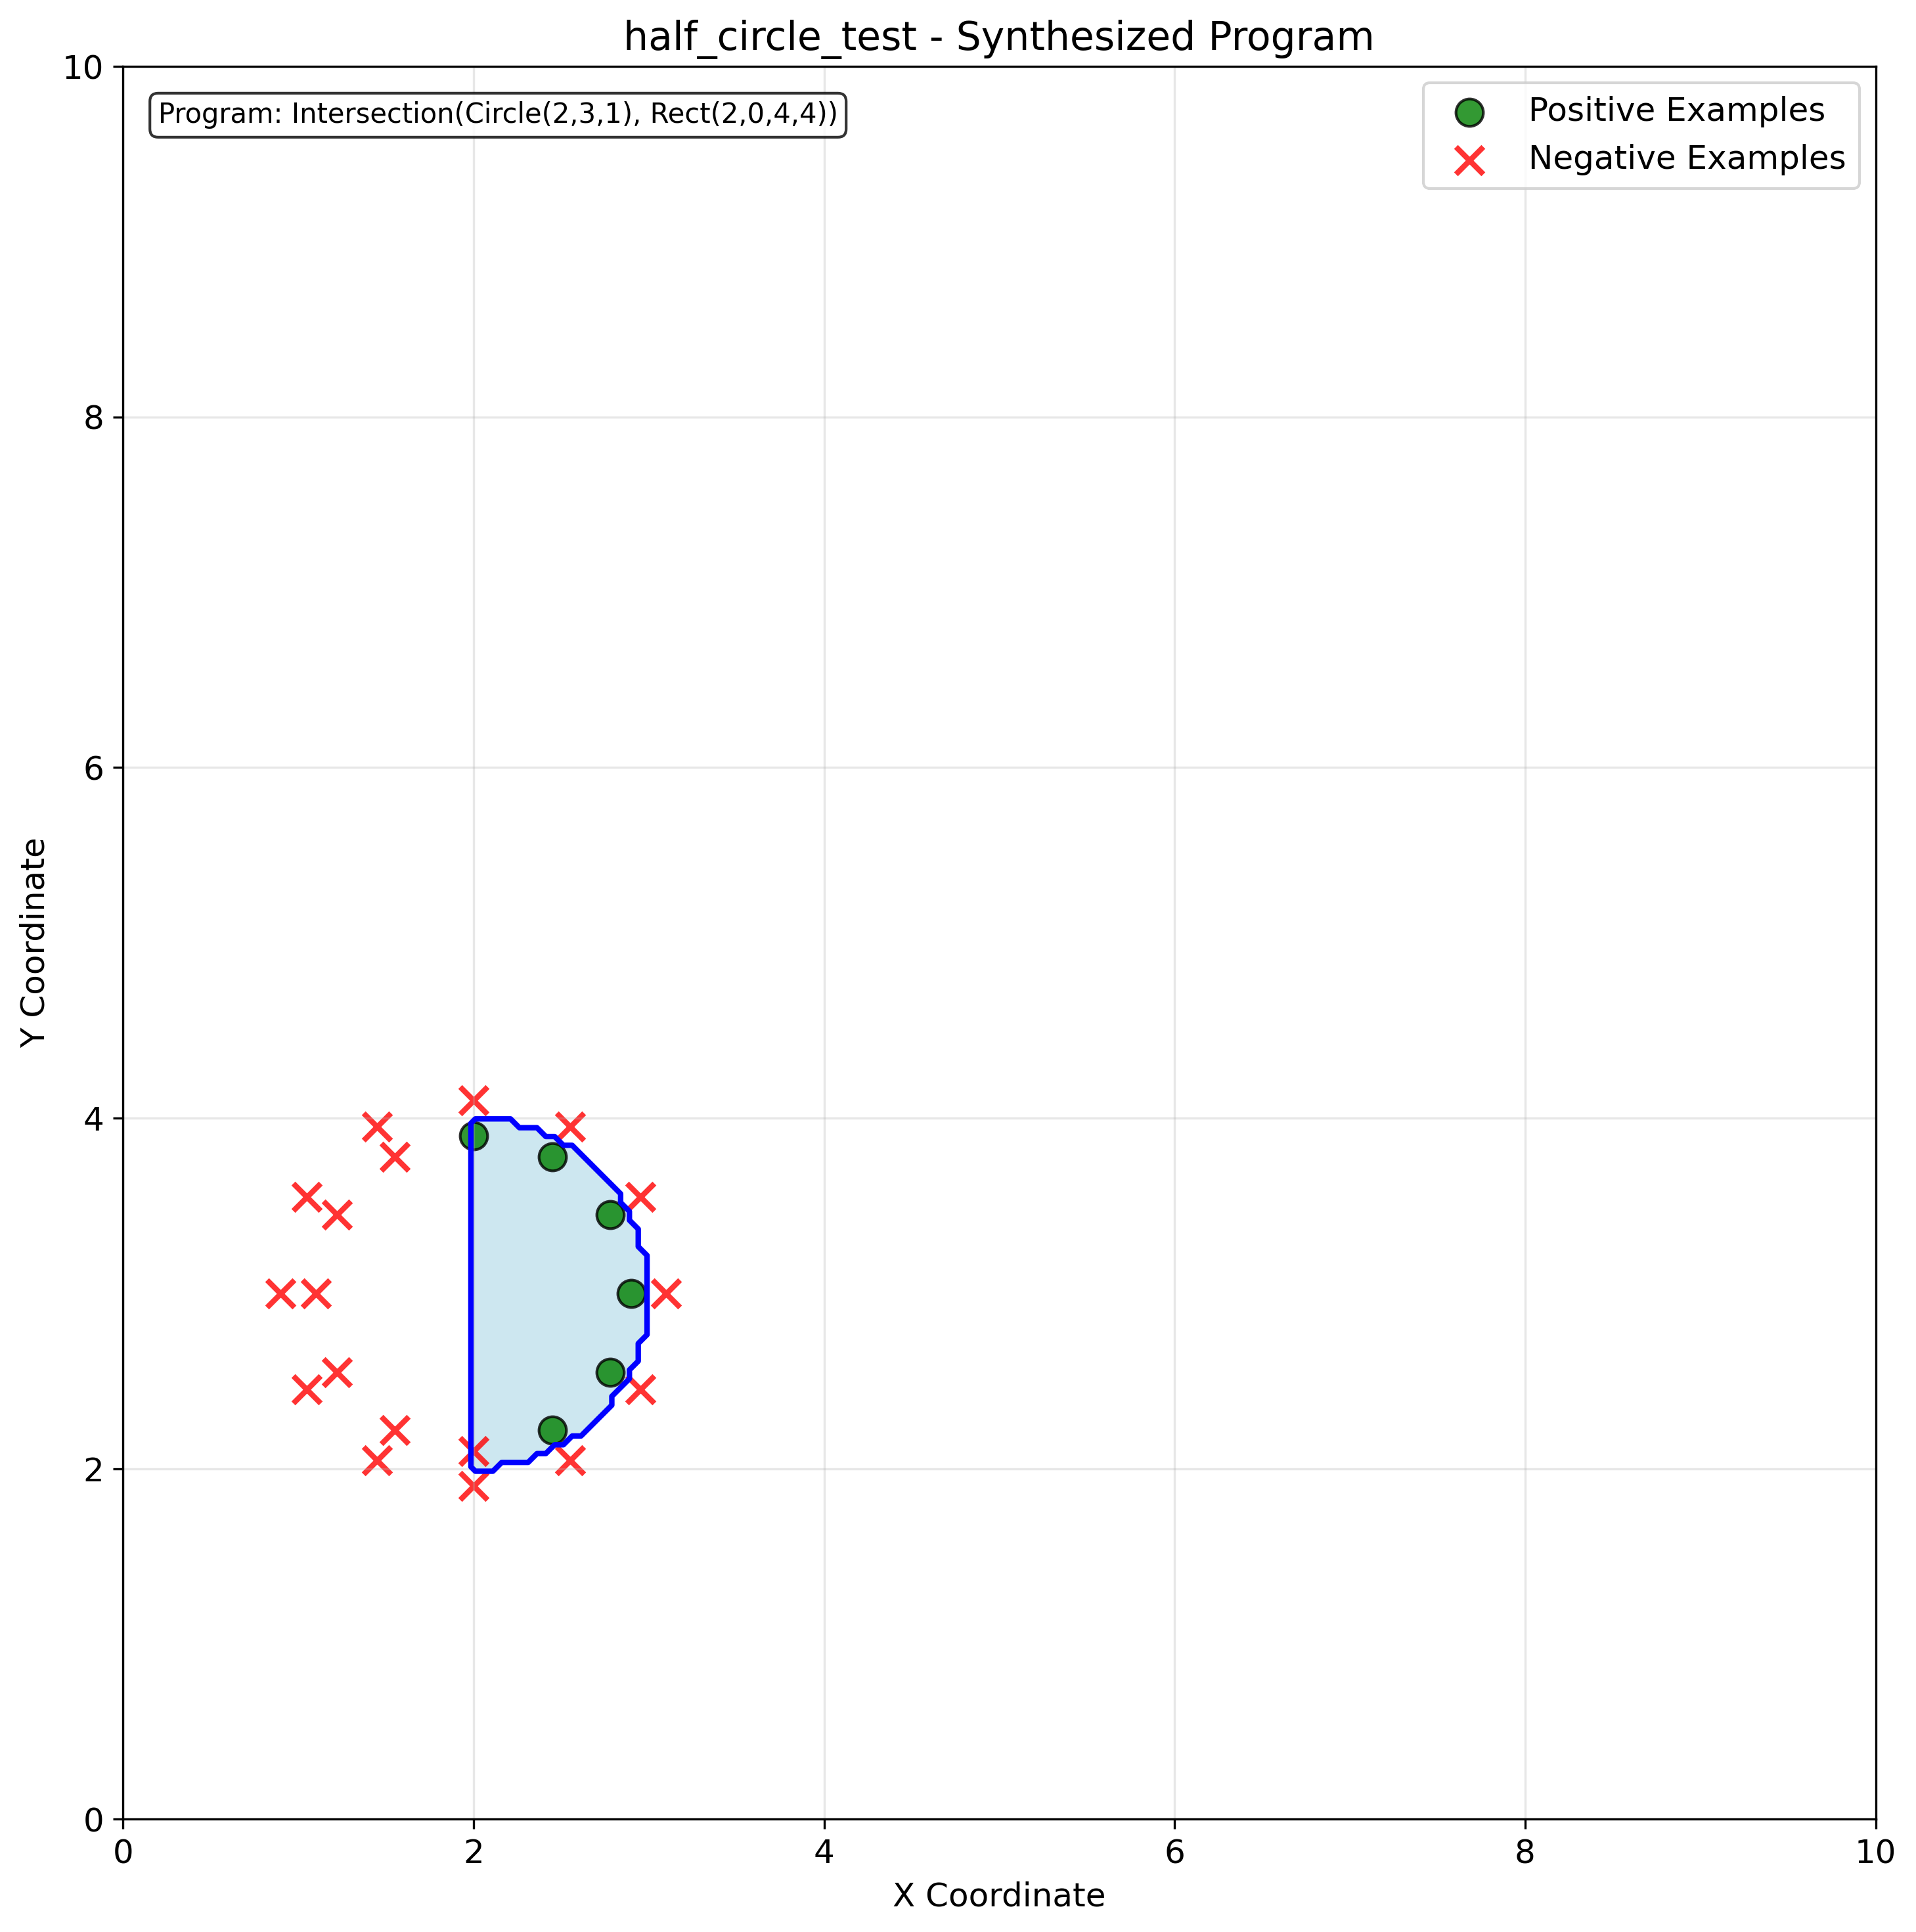 half_circle_test - Synthesized Program
Program: Intersection(Circle(2,3,1), Rect(2,0,4,4))
Positive Examples
Negative Examples
10
8
6
4
2
0
Y Coordinate
0 2 4 6 8 10
X Coordinate